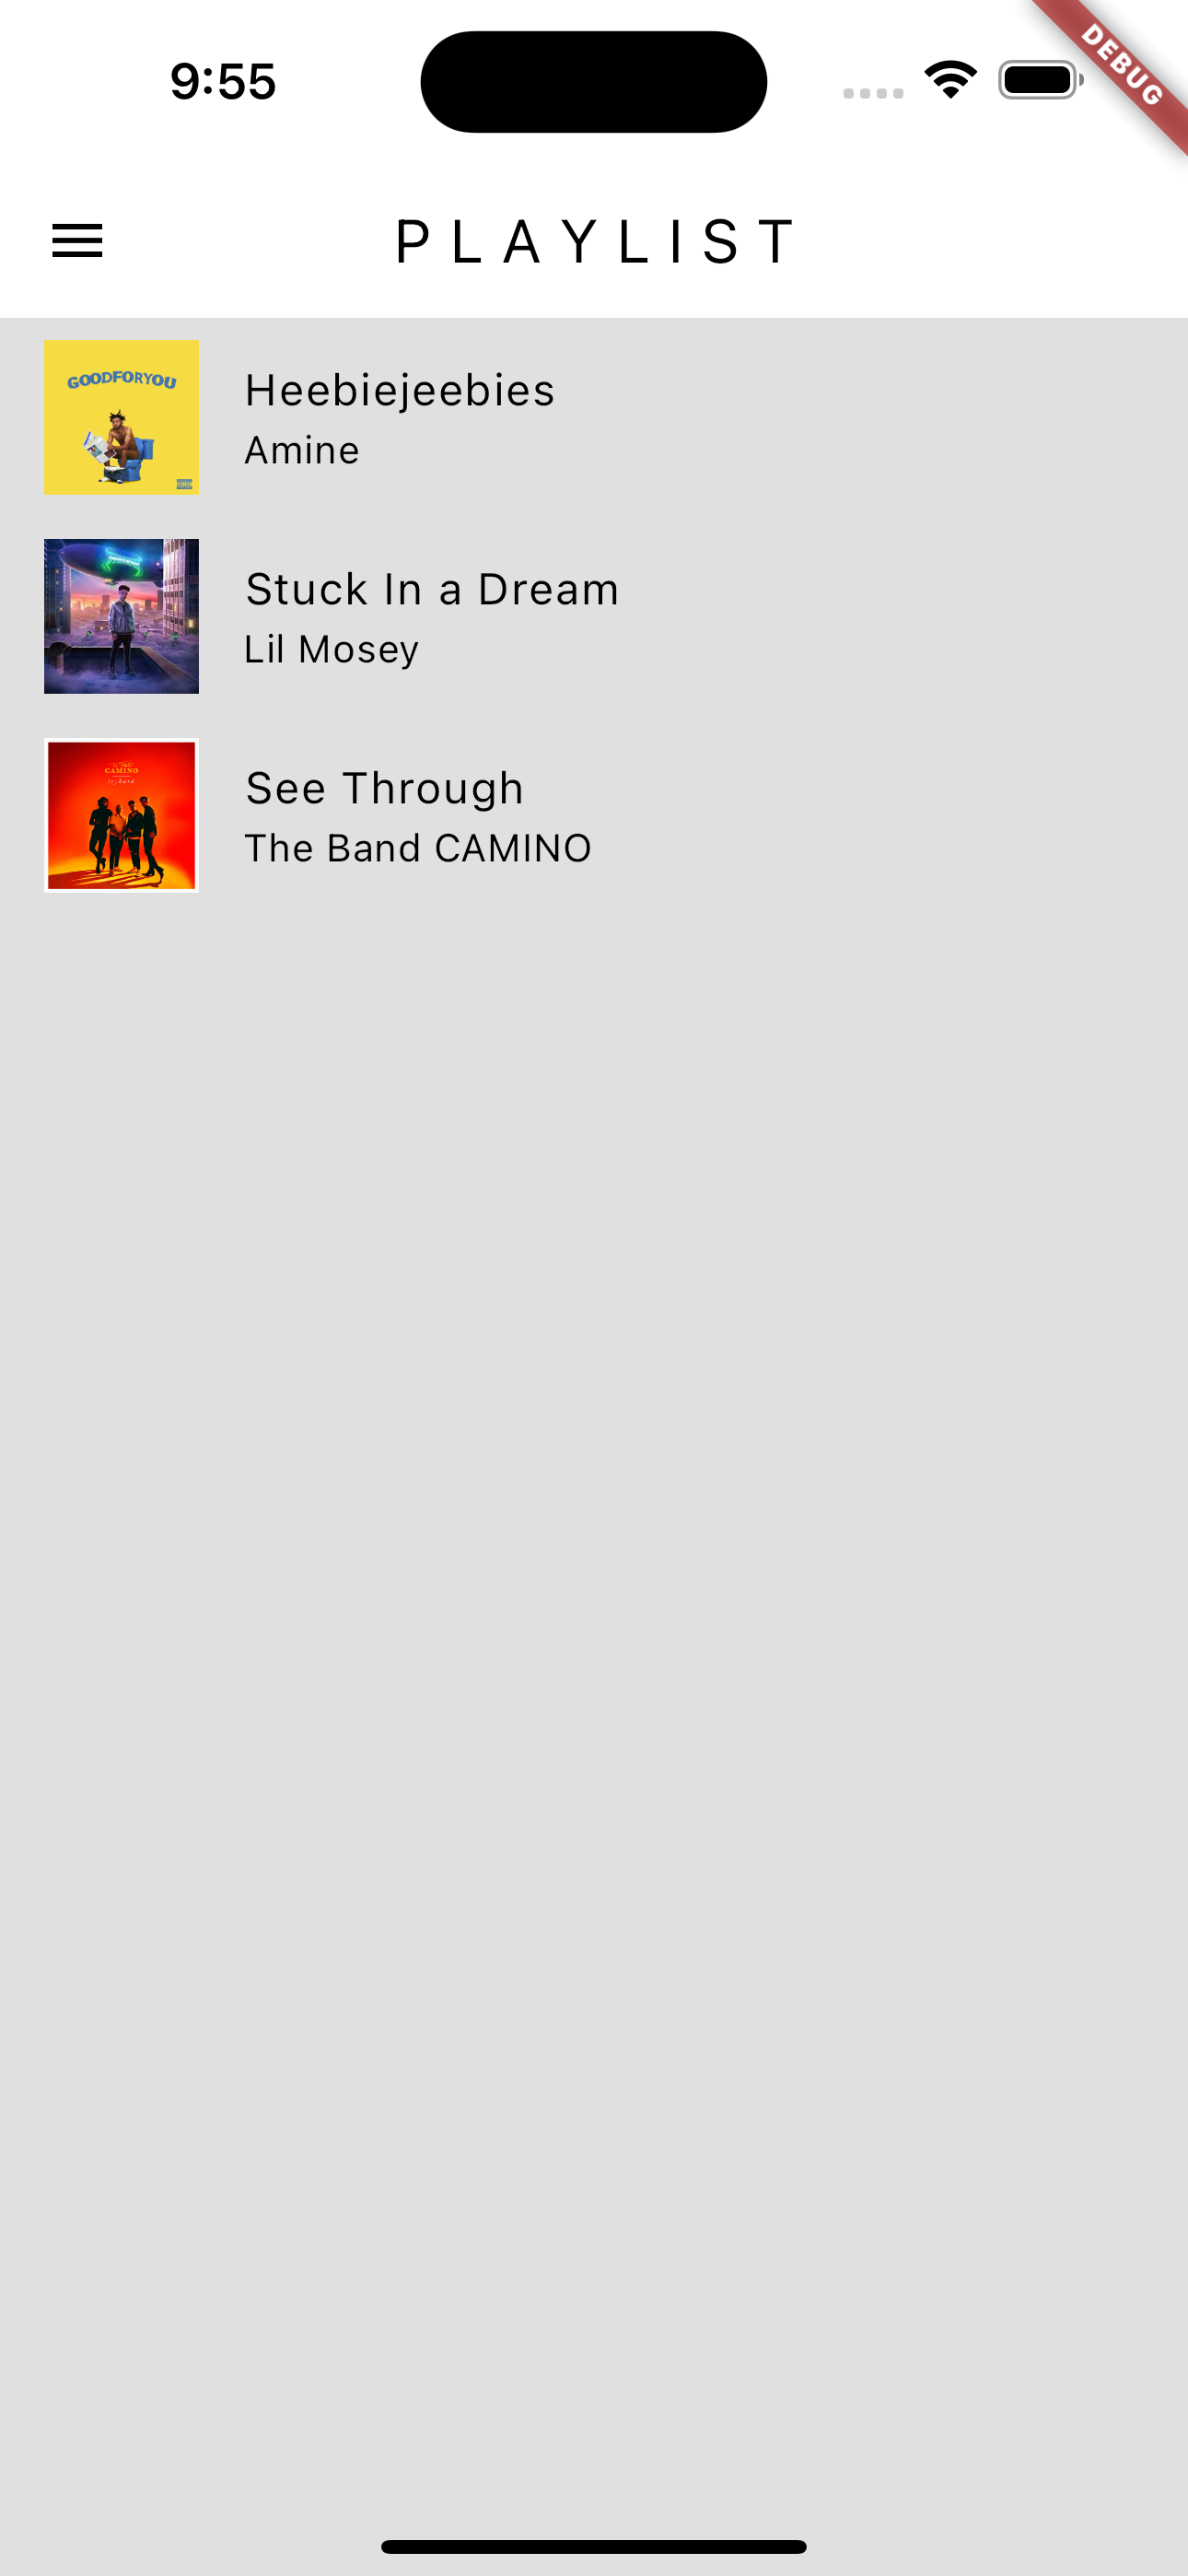 9:55
DEBUG
PLAYLIST
GOODFORYOU
Heebiejeebies
Amine
Stuck In a Dream
Lil Mosey
CAMINO
See Through
The Band CAMINO